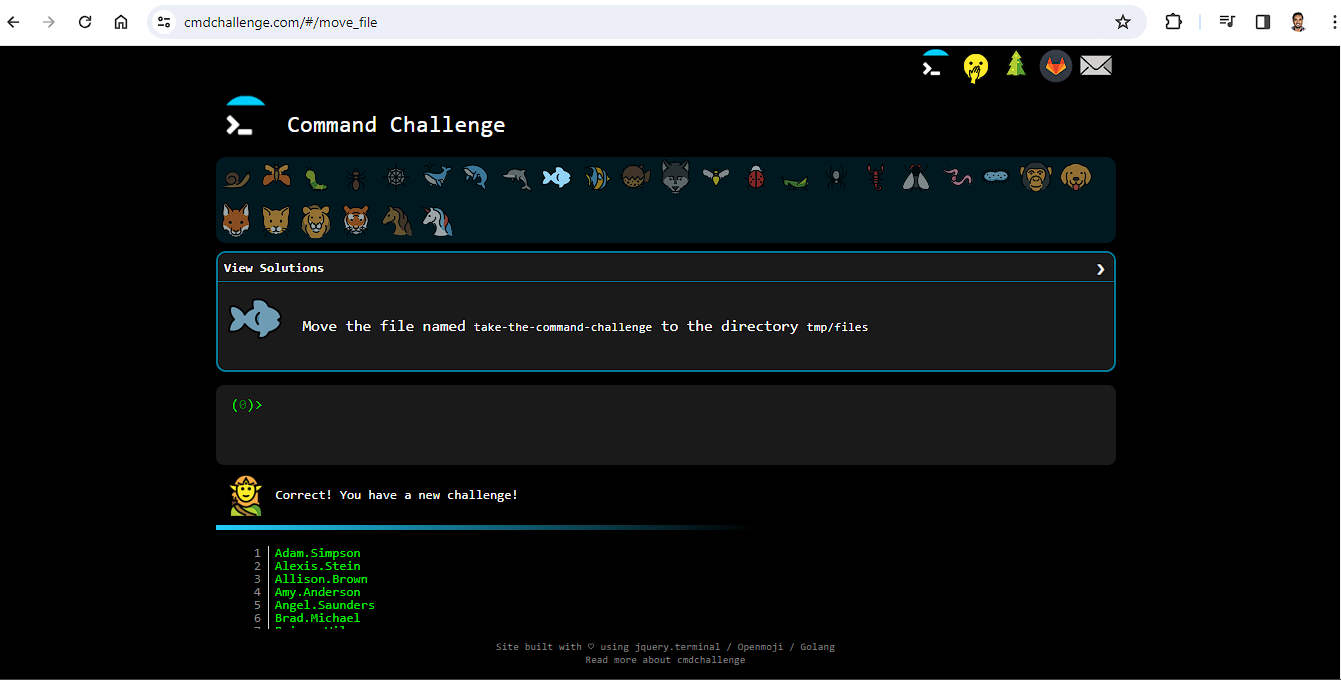 cmdchallenge.com/#/move_file
Command Challenge
View Solutions
Move the file named take-the-command-challenge to the directory tmp/files
(0)>
Correct! You have a new challenge!
1 Adam.Simpson
2 Alexis.Stein
3 Allison.Brown
4 Amy.Anderson
5 Angel.Saunders
6 Brad.Michael
Site built with ♡ using jquery.terminal / Openmoji / Golang
Read more about cmdchallenge